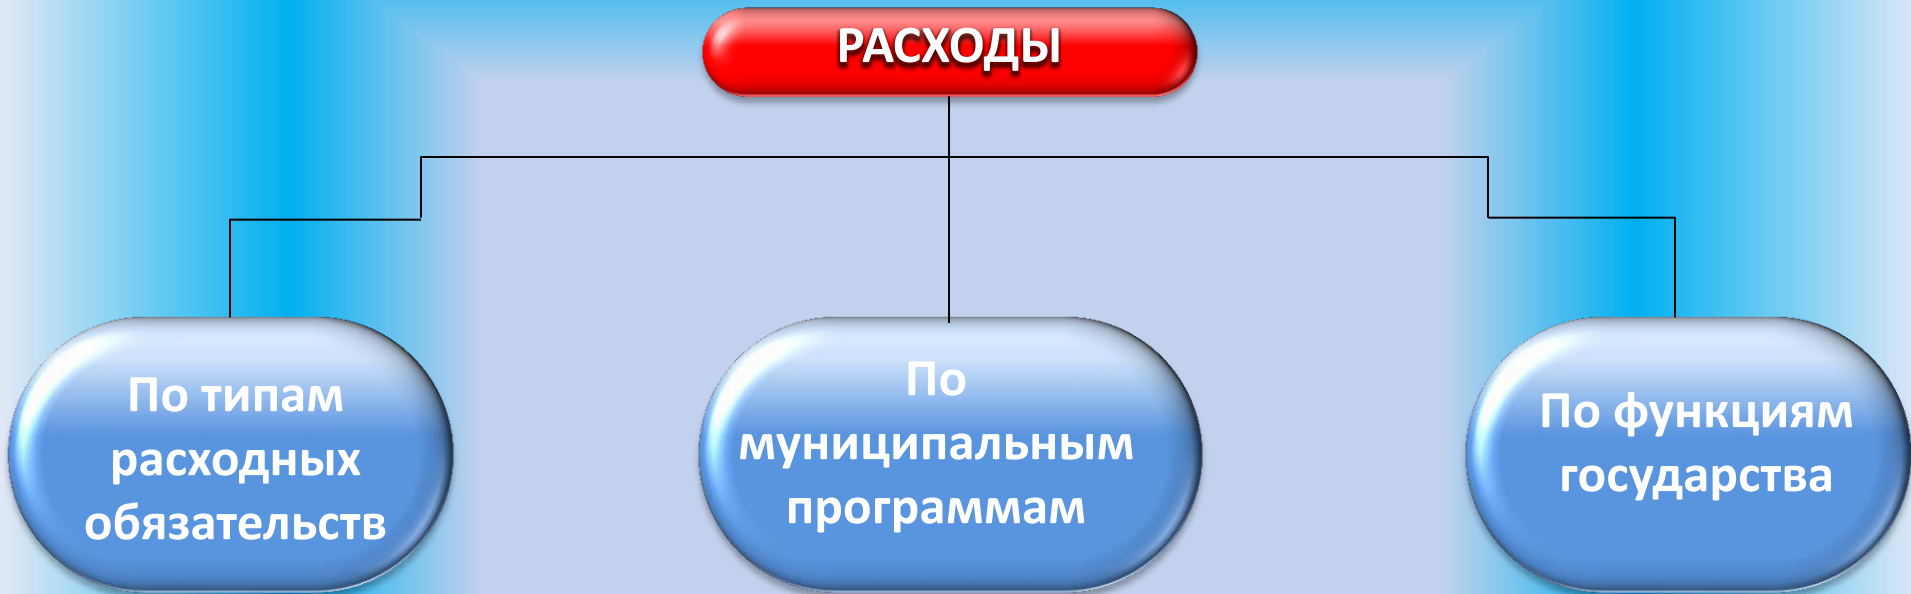 РАСХОДЫ
По типам
расходных
обязательств
По
муниципальным
программам
По функциям
государства